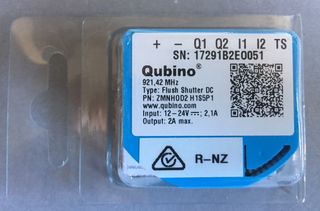 + - Q1 Q2 I1 I2 TS
SN: 17291B2E0051
Qubino®
921,42 MHz
Type: Flush Shutter DC
PN: ZMNHOD2 H1S5P1
www.qubino.com
Input: 12-24V⎓; 2,1A
Output: 2A max.
R-NZ